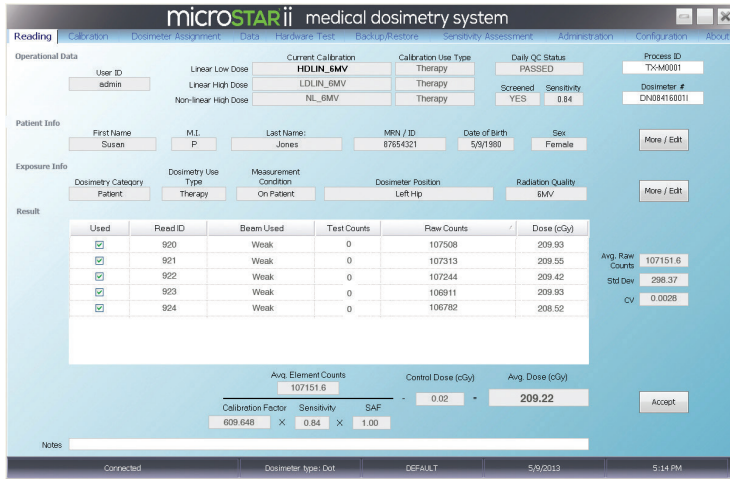 microSTARii medical dosimetry system
Reading Calibration Dosimeter Assignment Data Hardware Test Backup/Restore Sensitivity Assessment Administration Configuration About
Operational Data
Current Calibration Calibration Use Type Daily QC Status Process ID
User ID Linear Low Dose HDLIN_6MV Therapy PASSED TX-M0001
admin Linear High Dose LDLIN_6MV Therapy Screened Sensitivity Dosimeter #
Non-linear High Dose NL_6MV Therapy YES 0.84 DN08416001I
Patient Info
First Name M.I. Last Name: MRN / ID Date of Birth Sex
Susan P Jones 87654321 5/9/1980 Female More / Edit
Exposure Info
Dosimetry Category Dosimetry Use Type Measurement Condition Dosimeter Position Radiation Quality
Patient Therapy On Patient Left Hip 6MV More / Edit
Result
Used Read ID Beam Used Test Counts Raw Counts Dose (cGy)
920 Weak 0 107508 209.93
921 Weak 0 107313 209.55
922 Weak 0 107244 209.42
923 Weak 0 106911 209.93
924 Weak 0 106782 208.52
Avg. Raw Counts 107151.6
Std Dev 298.37
CV 0.0028
Avg. Element Counts Control Dose (cGy) Avg. Dose (cGy)
107151.6 - 0.02 = 209.22 Accept
Calibration Factor Sensitivity SAF
609.648 X 0.84 X 1.00
Notes
Connected Dosimeter type: Dot DEFAULT 5/9/2013 5:14 PM